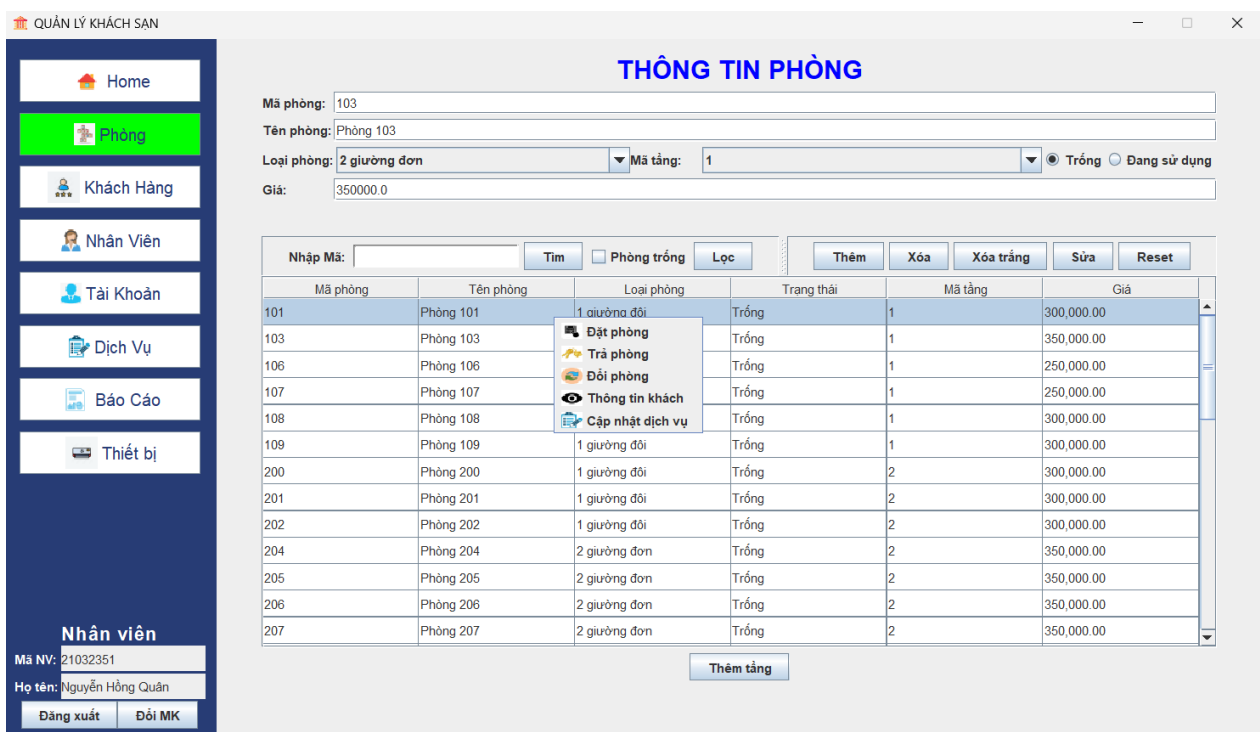 QUẢN LÝ KHÁCH SẠN
Home
Phòng
Khách Hàng
Nhân Viên
Tài Khoản
Dịch Vụ
Báo Cáo
Thiết bị
Nhân viên
Mã NV: 21032351
Họ tên: Nguyễn Hồng Quân
Đăng xuất Đổi MK
THÔNG TIN PHÒNG
Mã phòng: 103
Tên phòng: Phòng 103
Loại phòng: 2 giường đơn Mã tầng: 1 Trống Đang sử dụng
Giá: 350000.0
Nhập Mã: Tìm Phòng trống Lọc Thêm Xóa Xóa trắng Sửa Reset
Mã phòng Tên phòng Loại phòng Trạng thái Mã tầng Giá
101 Phòng 101 1 giường đôi Trống 1 300,000.00
103 Phòng 103 Trống 1 350,000.00
106 Phòng 106 Trống 1 250,000.00
107 Phòng 107 Trống 1 250,000.00
108 Phòng 108 Trống 1 300,000.00
109 Phòng 109 1 giường đôi Trống 1 300,000.00
200 Phòng 200 1 giường đôi Trống 2 300,000.00
201 Phòng 201 1 giường đôi Trống 2 300,000.00
202 Phòng 202 1 giường đôi Trống 2 300,000.00
204 Phòng 204 2 giường đơn Trống 2 350,000.00
205 Phòng 205 2 giường đơn Trống 2 350,000.00
206 Phòng 206 2 giường đơn Trống 2 350,000.00
207 Phòng 207 2 giường đơn Trống 2 350,000.00
Đặt phòng
Trả phòng
Đổi phòng
Thông tin khách
Cập nhật dịch vụ
Thêm tầng